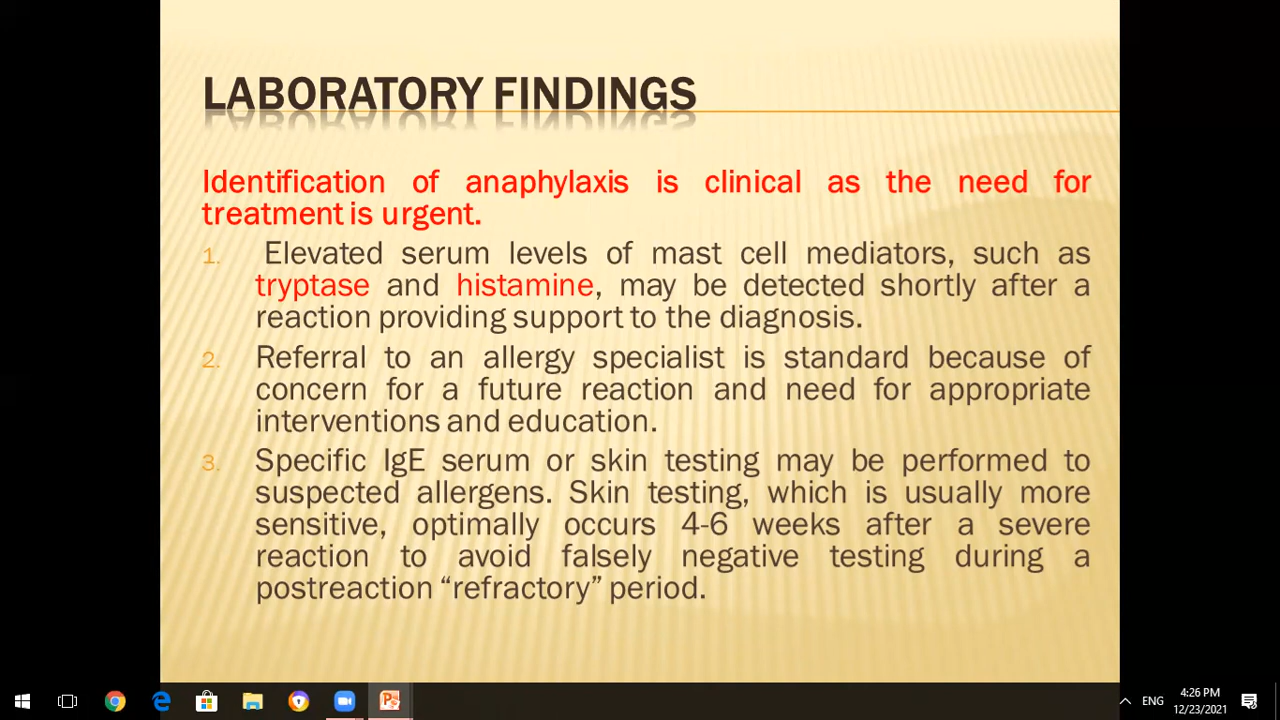 LABORATORY FINDINGS
Identification of anaphylaxis is clinical as the need for
treatment is urgent.
1. Elevated serum levels of mast cell mediators, such as
tryptase and histamine, may be detected shortly after a
reaction providing support to the diagnosis.
2. Referral to an allergy specialist is standard because of
concern for a future reaction and need for appropriate
interventions and education.
3. Specific IgE serum or skin testing may be performed to
suspected allergens. Skin testing, which is usually more
sensitive, optimally occurs 4-6 weeks after a severe
reaction to avoid falsely negative testing during a
postreaction “refractory” period.
ENG
4:26 PM
12/23/2021